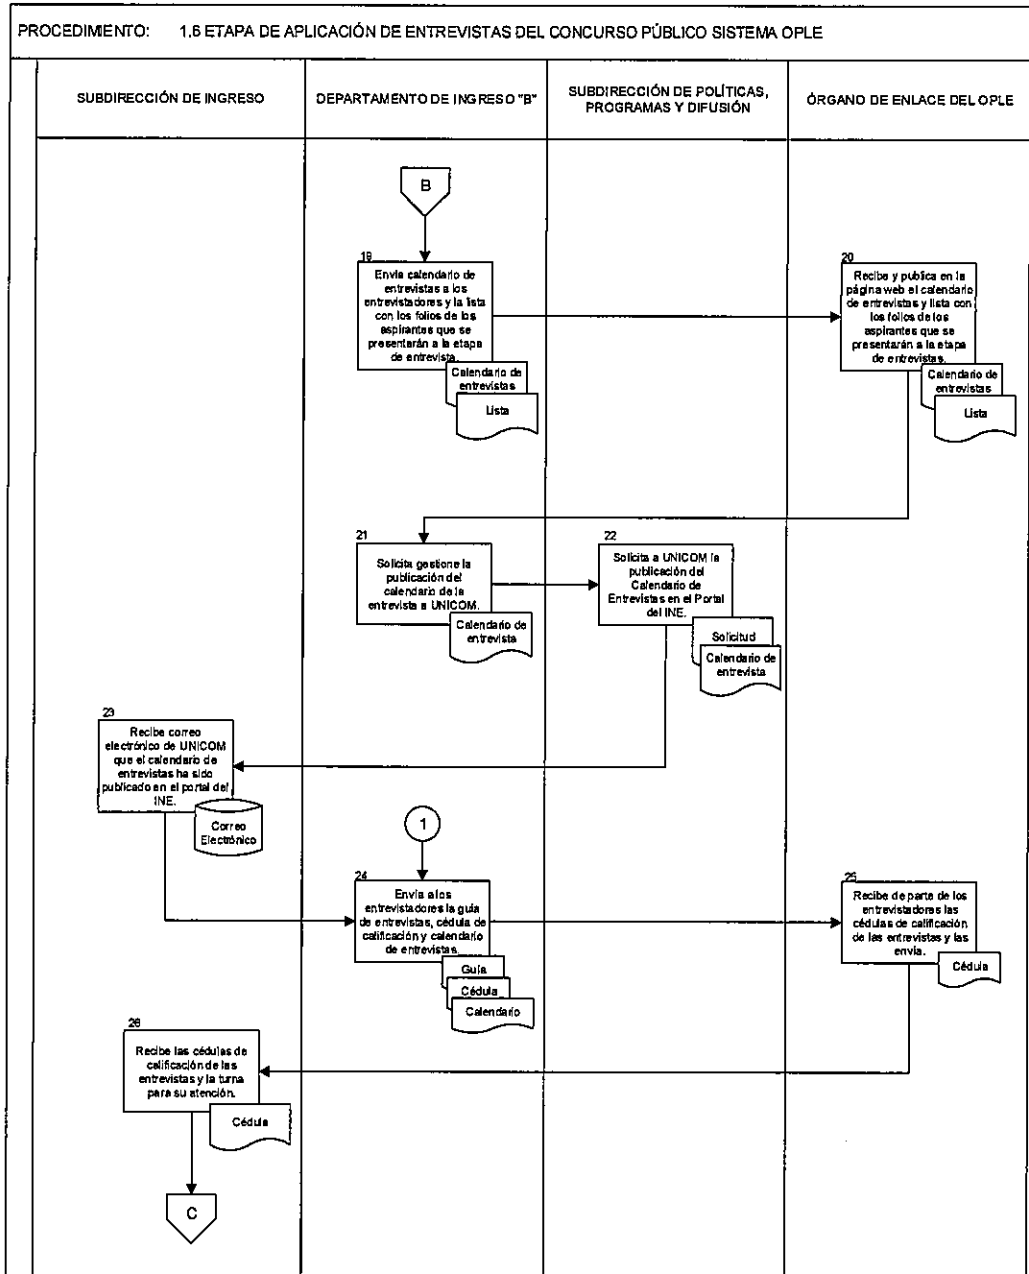 PROCEDIMIENTO: 1.6 ETAPA DE APLICACIÓN DE ENTREVISTAS DEL CONCURSO PÚBLICO SISTEMA OPLE
SUBDIRECCIÓN DE INGRESO
DEPARTAMENTO DE INGRESO "B"
SUBDIRECCIÓN DE POLÍTICAS,
PROGRAMAS Y DIFUSIÓN
ÓRGANO DE ENLACE DEL OPLE
B
19
Envía calendario de
entrevistas a los
entrevistadores y la lista
con los folios de los
aspirantes que se
presentarán a la etapa
de entrevista.
Calendario de
entrevistas
Lista
20
Recibe y publica en la
página web el calendario
de entrevistas y lista con
los folios de los
aspirantes que se
presentarán a la etapa
de entrevistas.
Calendario de
entrevistas
Lista
21
Solicita gestione la
publicación del
calendario de la
entrevista a UNICOM.
Calendario de
entrevista
22
Solicita a UNICOM la
publicación del
Calendario de
Entrevistas en el Portal
del INE.
Solicitud
Calendario de
entrevista
23
Recibe correo
electrónico de UNICOM
que el calendario de
entrevistas ha sido
publicado en el portal del
INE.
Correo
Electrónico
1
24
Envía a los
entrevistadores la guía
de entrevistas, cédula de
calificación y calendario
de entrevistas.
Guía
Cédula
Calendario
25
Recibe de parte de los
entrevistadores las
cédulas de calificación
de las entrevistas y las
envía.
Cédula
26
Recibe las cédulas de
calificación de las
entrevistas y la turna
para su atención.
Cédula
C